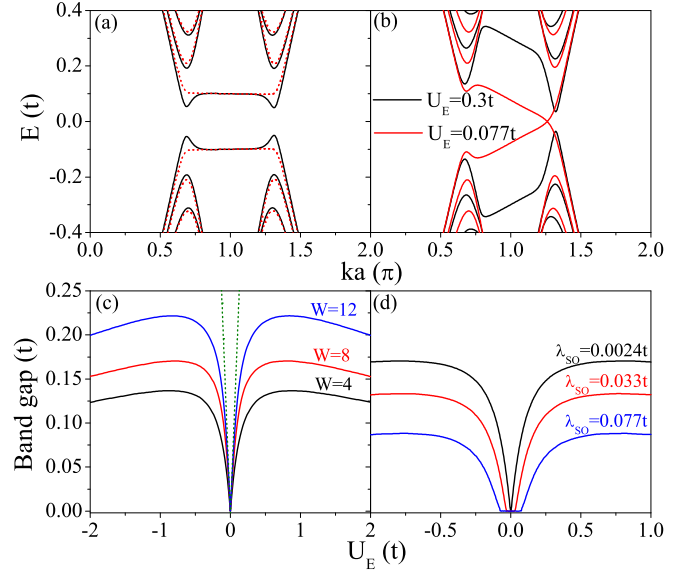 (a)
(b)
0.4
0.2
0.0
-0.2
-0.4
E (t)
U_E=0.3t
U_E=0.077t
0.0 0.5 1.0 1.5 0.0 0.5 1.0 1.5 2.0
ka (π)
(c)
(d)
0.25
0.20
0.15
0.10
0.05
0.00
Band gap (t)
W=12
W=8
W=4
λ_SO=0.0024t
λ_SO=0.033t
λ_SO=0.077t
-2 -1 0 1 2 -0.5 0.0 0.5 1.0
U_E (t)